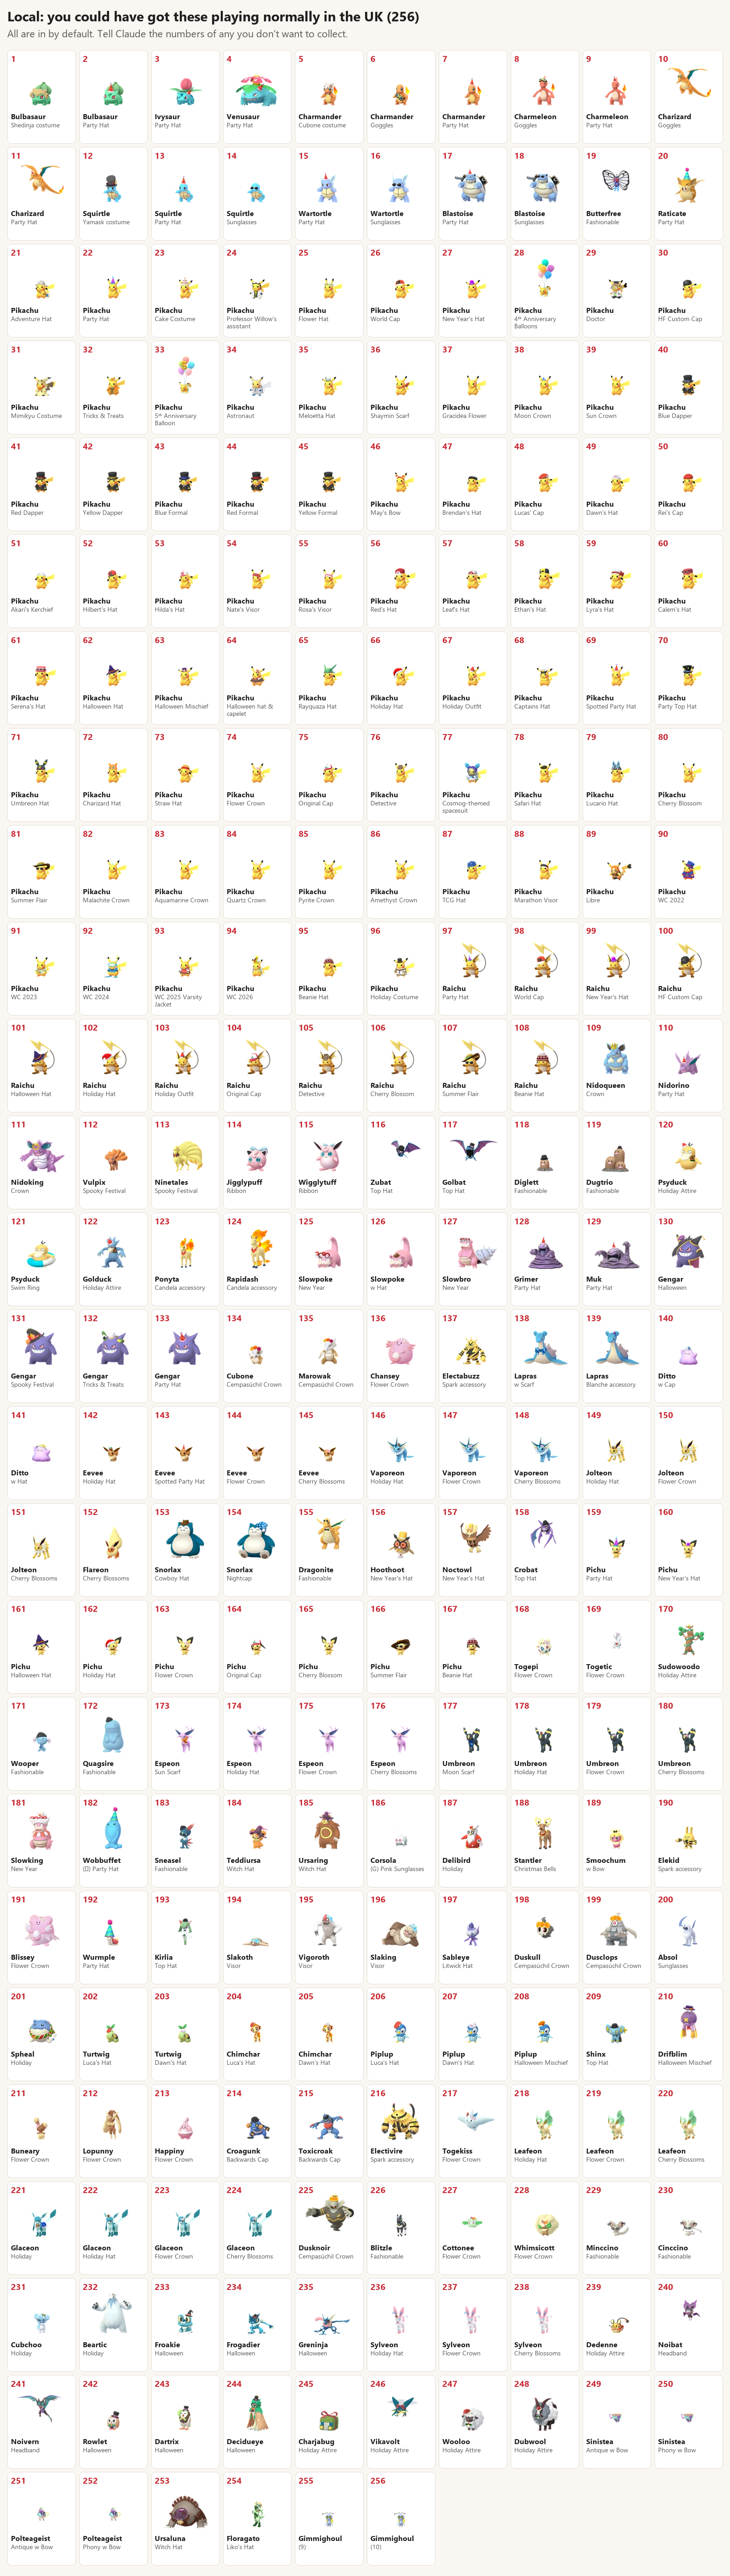 Local: you could have got these playing normally in the UK (256)
All are in by default. Tell Claude the numbers of any you don't want to collect.
1 2 3 4 5 6 7 8 9 10
Bulbasaur Bulbasaur Ivysaur Venusaur Charmander Charmander Charmander Charmeleon Charmeleon Charizard
Shedinja costume Party Hat Party Hat Party Hat Cubone costume Goggles Party Hat Goggles Party Hat Goggles
11 12 13 14 15 16 17 18 19 20
Charizard Squirtle Squirtle Squirtle Wartortle Wartortle Blastoise Blastoise Butterfree Raticate
Party Hat Yamask costume Party Hat Sunglasses Party Hat Sunglasses Party Hat Sunglasses Fashionable Party Hat
21 22 23 24 25 26 27 28 29 30
Pikachu Pikachu Pikachu Pikachu Pikachu Pikachu Pikachu Pikachu Pikachu Pikachu
Adventure Hat Party Hat Cake Costume Professor Willow's Flower Hat World Cap New Year's Hat 4th Anniversary Doctor HF Custom Cap
assistant Balloons
31 32 33 34 35 36 37 38 39 40
Pikachu Pikachu Pikachu Pikachu Pikachu Pikachu Pikachu Pikachu Pikachu Pikachu
Mimikyu Costume Tricks & Treats 5th Anniversary Astronaut Meloetta Hat Shaymin Scarf Gracidea Flower Moon Crown Sun Crown Blue Dapper
Balloon
41 42 43 44 45 46 47 48 49 50
Pikachu Pikachu Pikachu Pikachu Pikachu Pikachu Pikachu Pikachu Pikachu Pikachu
Red Dapper Yellow Dapper Blue Formal Red Formal Yellow Formal May's Bow Brendan's Hat Lucas' Cap Dawn's Hat Rei's Cap
51 52 53 54 55 56 57 58 59 60
Pikachu Pikachu Pikachu Pikachu Pikachu Pikachu Pikachu Pikachu Pikachu Pikachu
Akari's Kerchief Hilbert's Hat Hilda's Hat Nate's Visor Rosa's Visor Red's Hat Leaf's Hat Ethan's Hat Lyra's Hat Calem's Hat
61 62 63 64 65 66 67 68 69 70
Pikachu Pikachu Pikachu Pikachu Pikachu Pikachu Pikachu Pikachu Pikachu Pikachu
Serena's Hat Halloween Hat Halloween Mischief Halloween hat & Rayquaza Hat Holiday Hat Holiday Outfit Captains Hat Spotted Party Hat Party Top Hat
capelet
71 72 73 74 75 76 77 78 79 80
Pikachu Pikachu Pikachu Pikachu Pikachu Pikachu Pikachu Pikachu Pikachu Pikachu
Umbreon Hat Charizard Hat Straw Hat Flower Crown Original Cap Detective Cosmog-themed Safari Hat Lucario Hat Cherry Blossom
spacesuit
81 82 83 84 85 86 87 88 89 90
Pikachu Pikachu Pikachu Pikachu Pikachu Pikachu Pikachu Pikachu Pikachu Pikachu
Summer Flair Malachite Crown Aquamarine Crown Quartz Crown Pyrite Crown Amethyst Crown TCG Hat Marathon Visor Libre WC 2022
91 92 93 94 95 96 97 98 99 100
Pikachu Pikachu Pikachu Pikachu Pikachu Pikachu Raichu Raichu Raichu Raichu
WC 2023 WC 2024 WC 2025 Varsity WC 2026 Beanie Hat Holiday Costume Party Hat World Cap New Year's Hat HF Custom Cap
Jacket
101 102 103 104 105 106 107 108 109 110
Raichu Raichu Raichu Raichu Raichu Raichu Raichu Raichu Nidoqueen Nidorino
Halloween Hat Holiday Hat Holiday Outfit Original Cap Detective Cherry Blossom Summer Flair Beanie Hat Crown Party Hat
111 112 113 114 115 116 117 118 119 120
Nidoking Vulpix Ninetales Jigglypuff Wigglytuff Zubat Golbat Diglett Dugtrio Psyduck
Crown Spooky Festival Spooky Festival Ribbon Ribbon Top Hat Top Hat Fashionable Fashionable Holiday Attire
121 122 123 124 125 126 127 128 129 130
Psyduck Golduck Ponyta Rapidash Slowpoke Slowpoke Slowbro Grimer Muk Gengar
Swim Ring Holiday Attire Candela accessory Candela accessory New Year w Hat New Year Party Hat Party Hat Halloween
131 132 133 134 135 136 137 138 139 140
Gengar Gengar Gengar Cubone Marowak Chansey Electabuzz Lapras Lapras Ditto
Spooky Festival Tricks & Treats Party Hat Cempasúchil Crown Cempasúchil Crown Flower Crown Spark accessory w Scarf Blanche accessory w Cap
141 142 143 144 145 146 147 148 149 150
Ditto Eevee Eevee Eevee Eevee Vaporeon Vaporeon Vaporeon Jolteon Jolteon
w Hat Holiday Hat Spotted Party Hat Flower Crown Cherry Blossoms Holiday Hat Flower Crown Cherry Blossoms Holiday Hat Flower Crown
151 152 153 154 155 156 157 158 159 160
Jolteon Flareon Snorlax Snorlax Dragonite Hoothoot Noctowl Crobat Pichu Pichu
Cherry Blossoms Cherry Blossoms Cowboy Hat Nightcap Fashionable New Year's Hat New Year's Hat Top Hat Party Hat New Year's Hat
161 162 163 164 165 166 167 168 169 170
Pichu Pichu Pichu Pichu Pichu Pichu Pichu Togepi Togetic Sudowoodo
Halloween Hat Holiday Hat Flower Crown Original Cap Cherry Blossom Summer Flair Beanie Hat Flower Crown Flower Crown Holiday Attire
171 172 173 174 175 176 177 178 179 180
Wooper Quagsire Espeon Espeon Espeon Espeon Umbreon Umbreon Umbreon Umbreon
Fashionable Fashionable Sun Scarf Holiday Hat Flower Crown Cherry Blossoms Moon Scarf Holiday Hat Flower Crown Cherry Blossoms
181 182 183 184 185 186 187 188 189 190
Slowking Wobbuffet Sneasel Teddiursa Ursaring Corsola Delibird Stantler Smoochum Elekid
New Year (D) Party Hat Fashionable Witch Hat Witch Hat (G) Pink Sunglasses Holiday Christmas Bells w Bow Spark accessory
191 192 193 194 195 196 197 198 199 200
Blissey Wurmple Kirlia Slakoth Vigoroth Slaking Sableye Duskull Dusclops Absol
Flower Crown Party Hat Top Hat Visor Visor Visor Litwick Hat Cempasúchil Crown Cempasúchil Crown Sunglasses
201 202 203 204 205 206 207 208 209 210
Spheal Turtwig Turtwig Chimchar Chimchar Piplup Piplup Piplup Shinx Drifblim
Holiday Luca's Hat Dawn's Hat Luca's Hat Dawn's Hat Luca's Hat Dawn's Hat Halloween Mischief Top Hat Halloween Mischief
211 212 213 214 215 216 217 218 219 220
Buneary Lopunny Happiny Croagunk Toxicroak Electivire Togekiss Leafeon Leafeon Leafeon
Flower Crown Flower Crown Flower Crown Backwards Cap Backwards Cap Spark accessory Flower Crown Holiday Hat Flower Crown Cherry Blossoms
221 222 223 224 225 226 227 228 229 230
Glaceon Glaceon Glaceon Glaceon Dusknoir Blitzle Cottonee Whimsicott Minccino Cinccino
Holiday Holiday Hat Flower Crown Cherry Blossoms Cempasúchil Crown Fashionable Flower Crown Flower Crown Fashionable Fashionable
231 232 233 234 235 236 237 238 239 240
Cubchoo Beartic Froakie Frogadier Greninja Sylveon Sylveon Sylveon Dedenne Noibat
Holiday Holiday Halloween Halloween Halloween Holiday Hat Flower Crown Cherry Blossoms Holiday Attire Headband
241 242 243 244 245 246 247 248 249 250
Noivern Rowlet Dartrix Decidueye Charjabug Vikavolt Wooloo Dubwool Sinistea Sinistea
Headband Halloween Halloween Halloween Holiday Attire Holiday Attire Holiday Attire Holiday Attire Antique w Bow Phony w Bow
251 252 253 254 255 256
Polteageist Polteageist Ursaluna Floragato Gimmighoul Gimmighoul
Antique w Bow Phony w Bow Witch Hat Liko's Hat (9) (10)